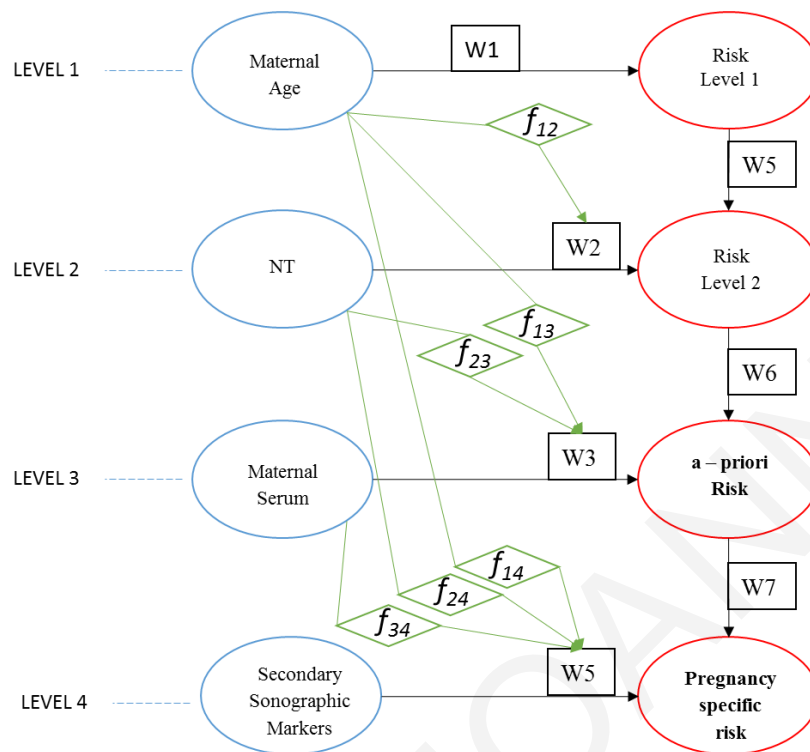 LEVEL 1
Maternal
Age
W1
Risk
Level 1
f12
W5
LEVEL 2
NT
W2
Risk
Level 2
f13
f23
W6
LEVEL 3
Maternal
Serum
W3
a – priori
Risk
f14
f24
f34
W7
LEVEL 4
Secondary
Sonographic
Markers
W5
Pregnancy
specific
risk